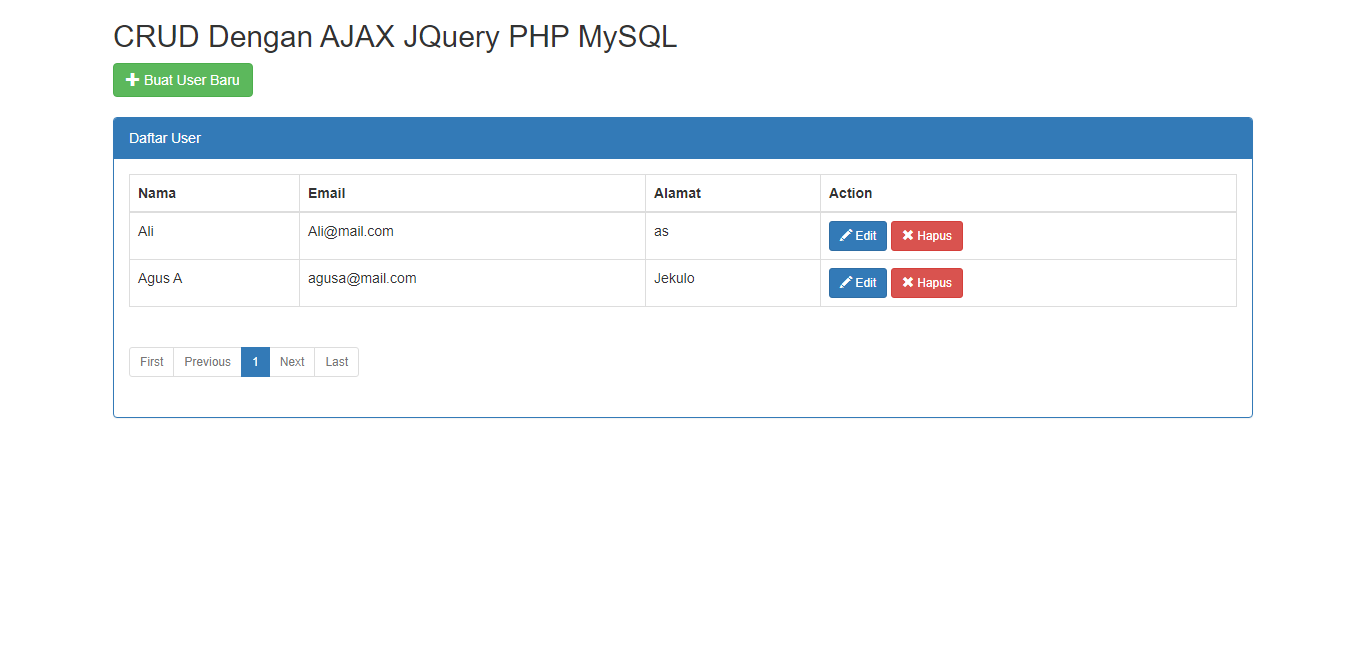 CRUD Dengan AJAX JQuery PHP MySQL
Buat User Baru
Daftar User
Nama Email Alamat Action
Ali Ali@mail.com as Edit Hapus
Agus A agusa@mail.com Jekulo Edit Hapus
First Previous 1 Next Last